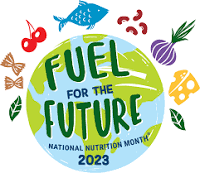 FUEL
FOR THE
FUTURE
NATIONAL NUTRITION MONTH
2023